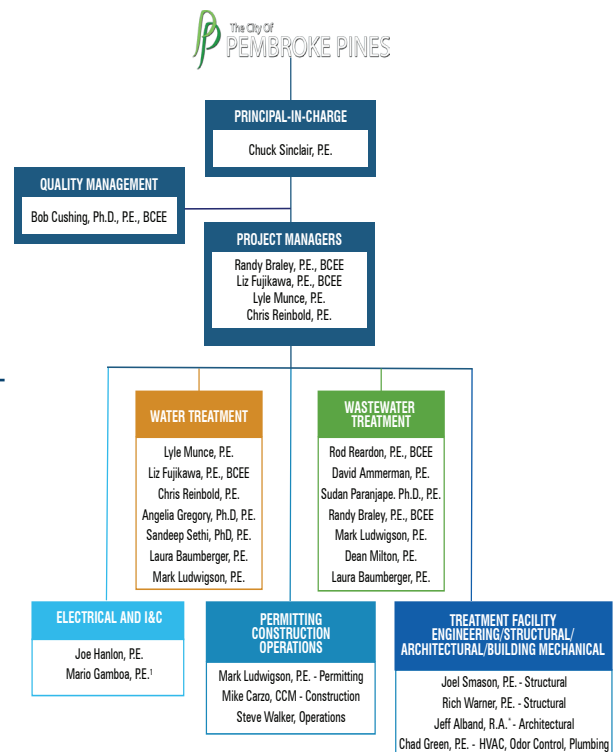 The City Of
PEMBROKE PINES
PRINCIPAL-IN-CHARGE
Chuck Sinclair, P.E.
QUALITY MANAGEMENT
Bob Cushing, Ph.D., P.E., BCEE
PROJECT MANAGERS
Randy Braley, P.E., BCEE
Liz Fujikawa, P.E., BCEE
Lyle Munce, P.E.
Chris Reinbold, P.E.
WATER TREATMENT
Lyle Munce, P.E.
Liz Fujikawa, P.E., BCEE
Chris Reinbold, P.E.
Angelia Gregory, Ph.D, P.E.
Sandeep Sethi, PhD, P.E.
Laura Baumberger, P.E.
Mark Ludwigson, P.E.
WASTEWATER
TREATMENT
Rod Reardon, P.E., BCEE
David Ammerman, P.E.
Sudan Paranjape. Ph.D., P.E.
Randy Braley, P.E., BCEE
Mark Ludwigson, P.E.
Dean Milton, P.E.
Laura Baumberger, P.E.
ELECTRICAL AND I&C
Joe Hanlon, P.E.
Mario Gamboa, P.E.¹
PERMITTING
CONSTRUCTION
OPERATIONS
Mark Ludwigson, P.E. - Permitting
Mike Carzo, CCM - Construction
Steve Walker, Operations
TREATMENT FACILITY
ENGINEERING/STRUCTURAL/
ARCHITECTURAL/BUILDING MECHANICAL
Joel Smason, P.E. - Structural
Rich Warner, P.E. - Structural
Jeff Alband, R.A.* - Architectural
Chad Green, P.E. - HVAC, Odor Control, Plumbing